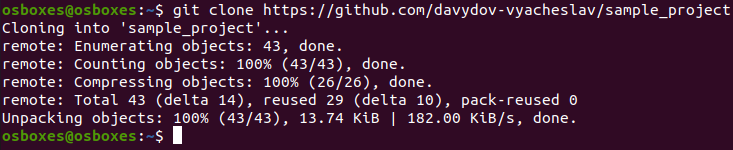 osboxes@osboxes:~$ git clone https://github.com/davydov-vyacheslav/sample_project
Cloning into 'sample_project'...
remote: Enumerating objects: 43, done.
remote: Counting objects: 100% (43/43), done.
remote: Compressing objects: 100% (26/26), done.
remote: Total 43 (delta 14), reused 29 (delta 10), pack-reused 0
Unpacking objects: 100% (43/43), 13.74 KiB | 182.00 KiB/s, done.
osboxes@osboxes:~$